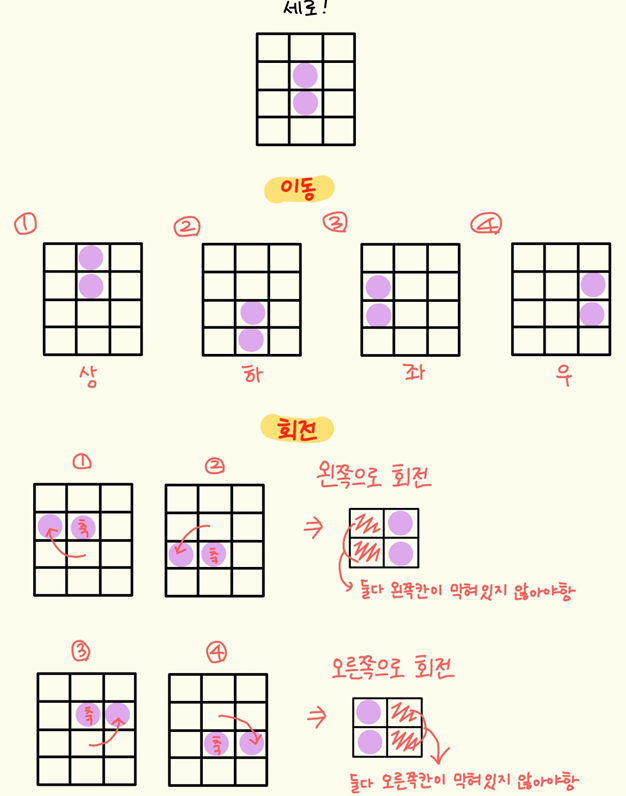 세로!
이동
① ② ③ ④
상 하 좌 우
회전
① ②
왼쪽으로 회전
축 축
⇒
둘다 왼쪽칸이 막혀있지 않아야함
③ ④
오른쪽으로 회전
축 축
⇒
둘다 오른쪽칸이 막혀있지 않아야함